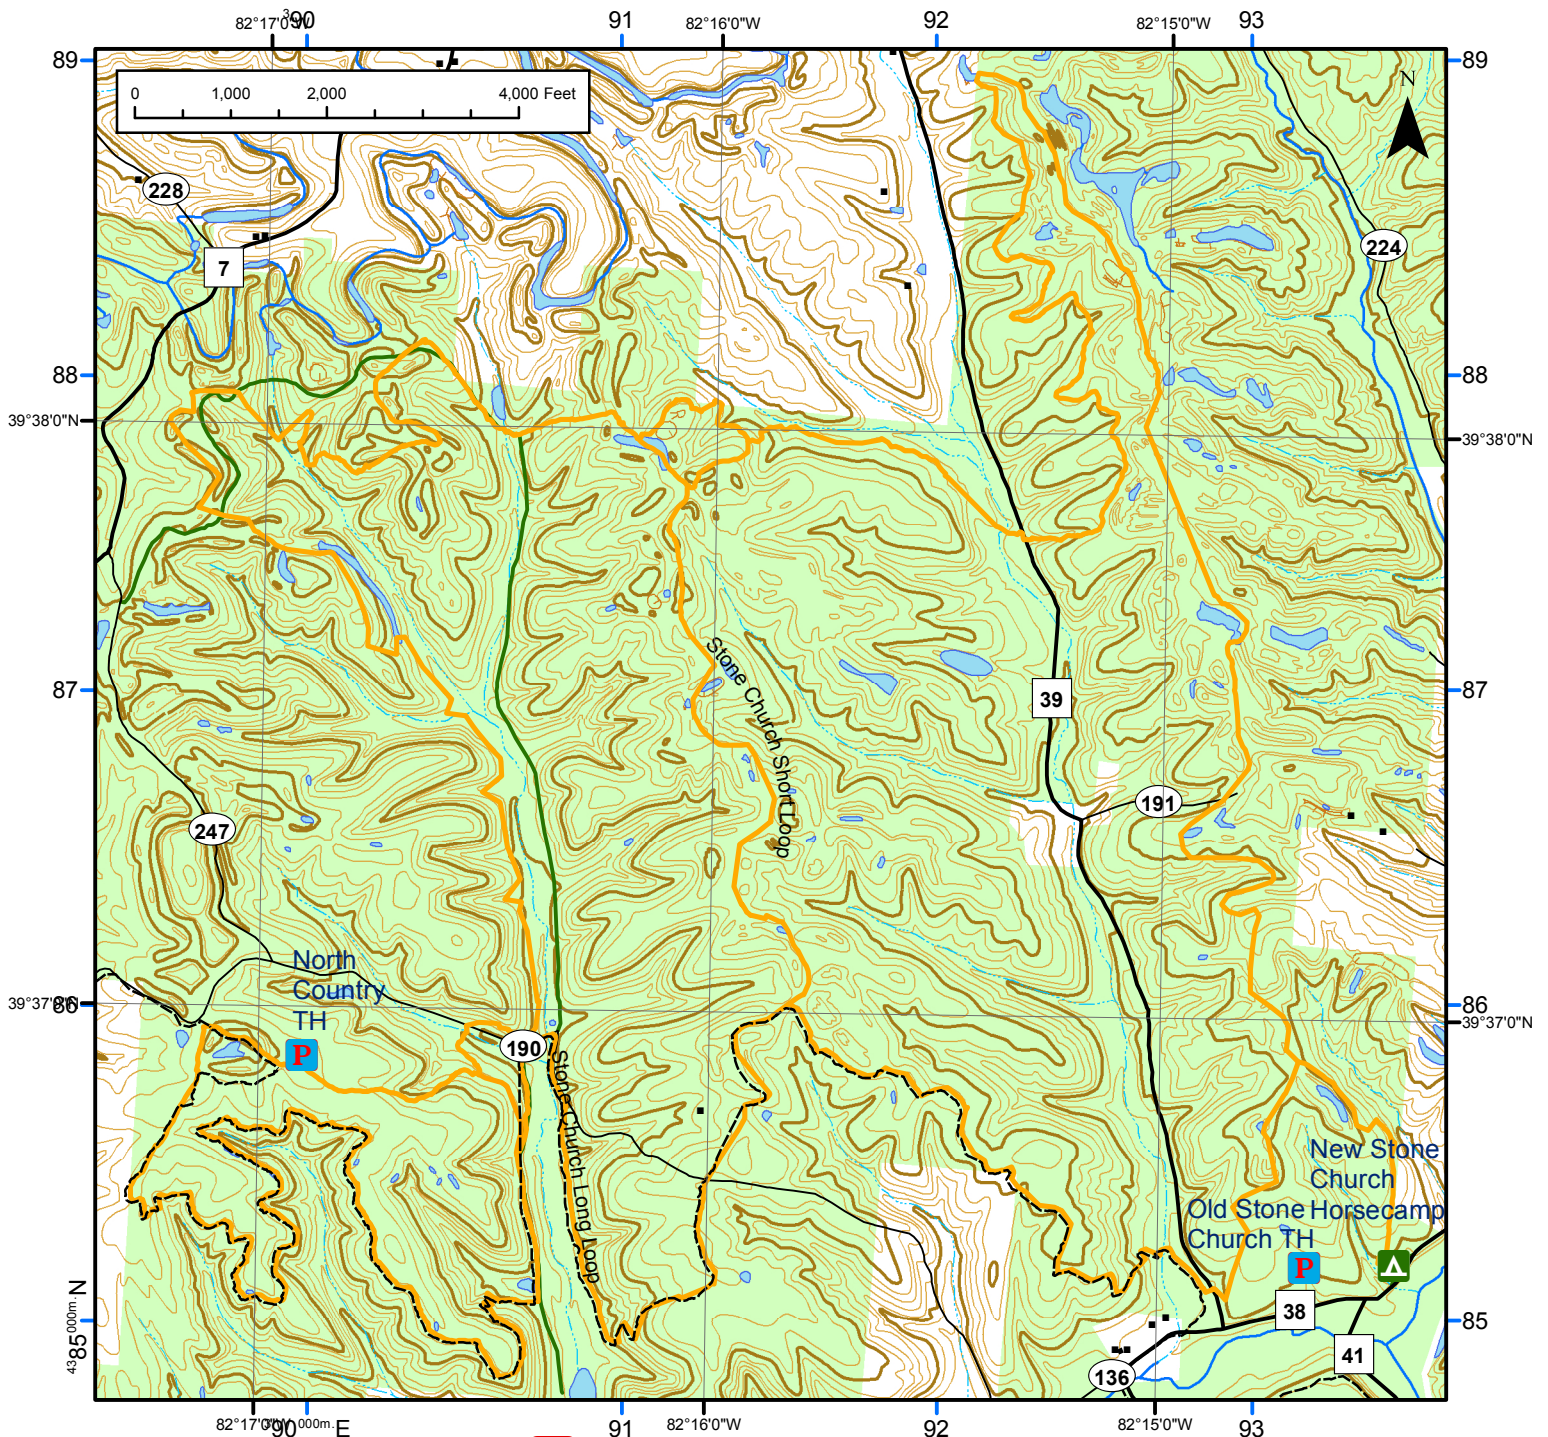 90
91
92
93
82°17'0"W
82°16'0"W
82°15'0"W
89
89
0
1,000
2,000
4,000 Feet
N
228
7
224
88
88
39°38'0"N
39°38'0"N
Stone Church Short Loop
87
87
39
191
247
North
Country
TH
P
86
39°37'0"N
86
39°37'0"N
190
Stone Church Long Loop
New Stone
Church
Horsecamp
Old Stone
Church TH
P
38
41
136
43 85 000m. N
85
82°17'0"W
90 000m. E
91
82°16'0"W
92
82°15'0"W
93